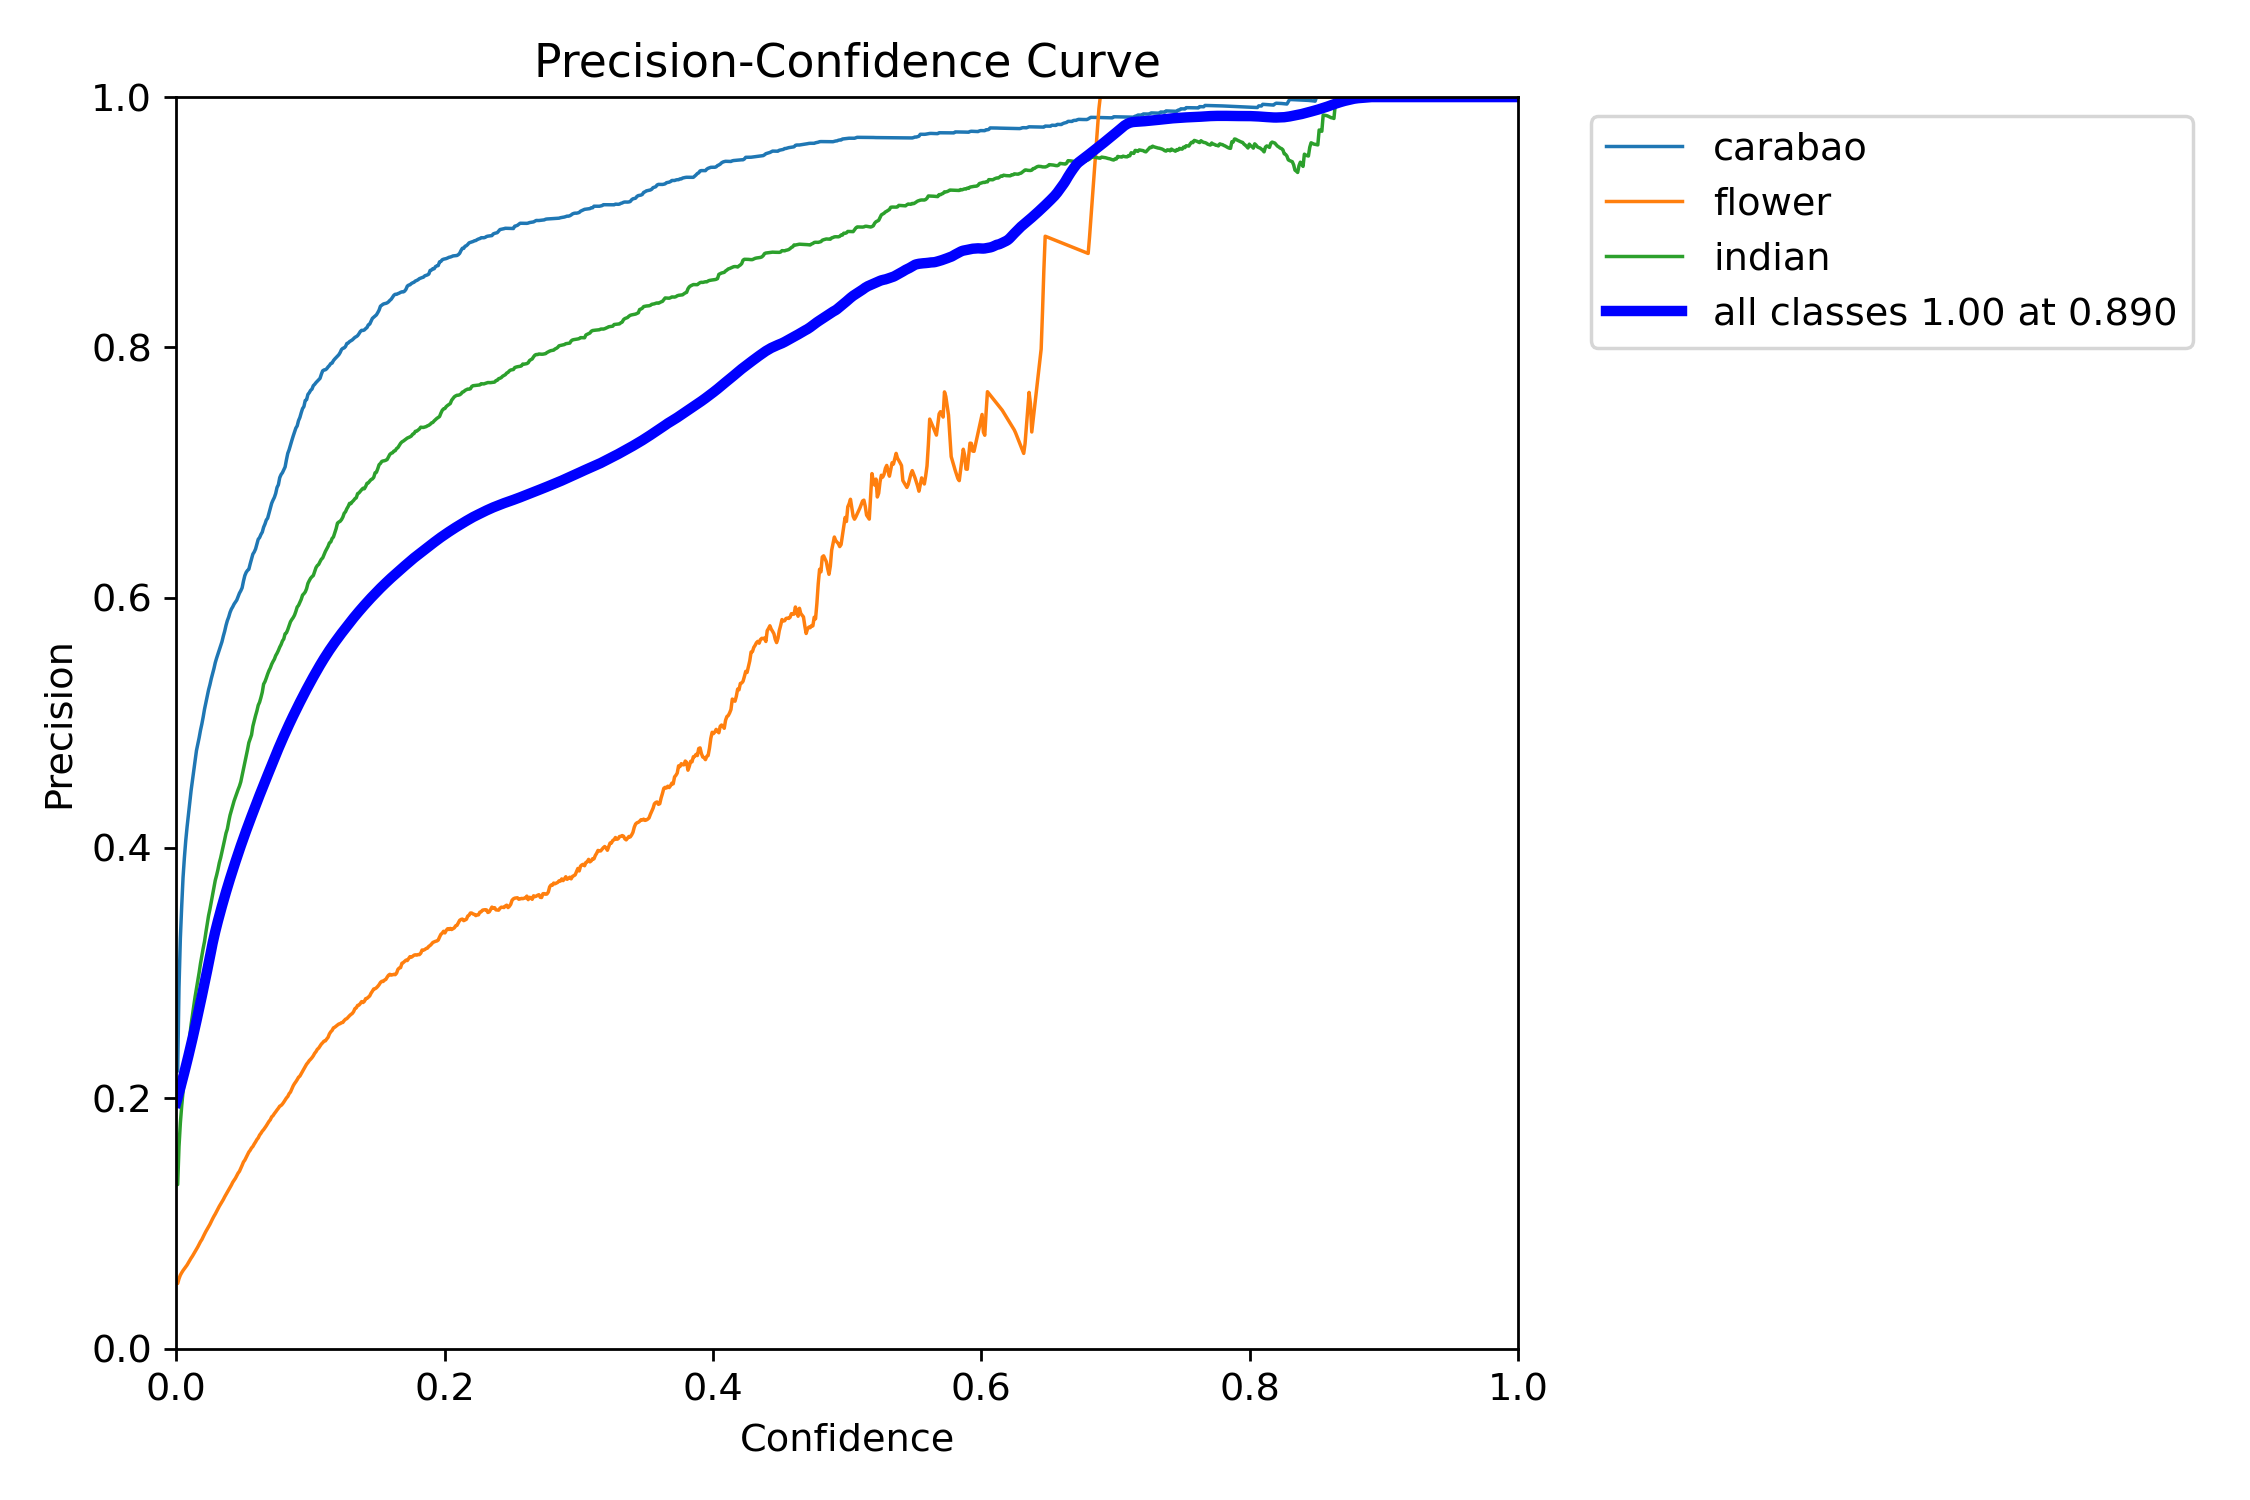 Precision-Confidence Curve
1.0
0.8
0.6
0.4
0.2
0.0
Precision
0.0 0.2 0.4 0.6 0.8 1.0
Confidence
carabao
flower
indian
all classes 1.00 at 0.890